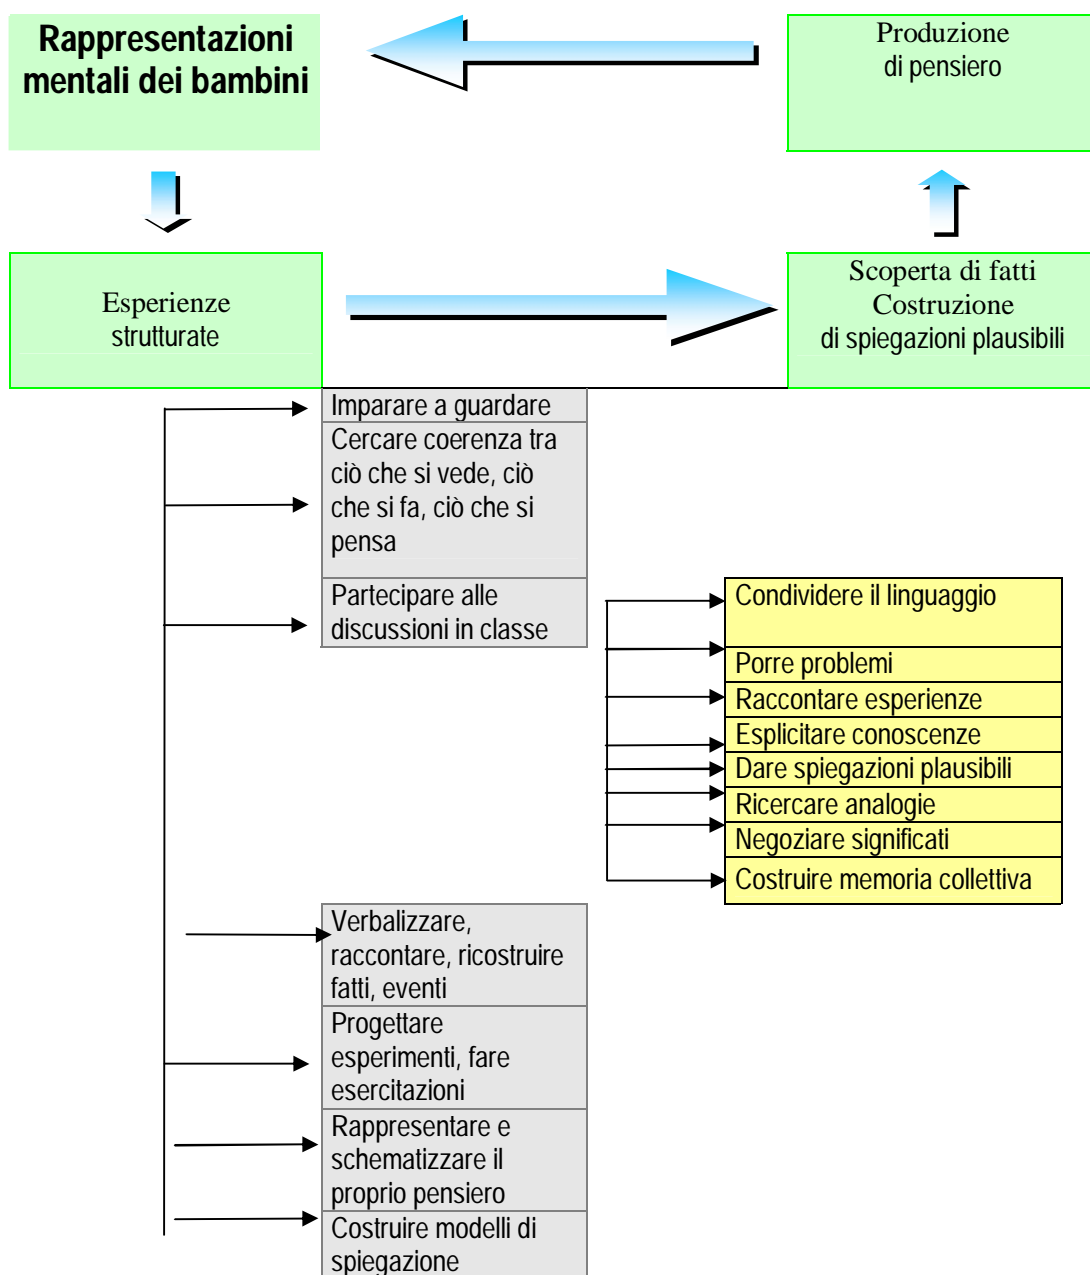 Rappresentazioni
mentali dei bambini
Produzione
di pensiero
Esperienze
strutturate
Scoperta di fatti
Costruzione
di spiegazioni plausibili
Imparare a guardare
Cercare coerenza tra
ciò che si vede, ciò
che si fa, ciò che si
pensa
Partecipare alle
discussioni in classe
Condividere il linguaggio
Porre problemi
Raccontare esperienze
Esplicitare conoscenze
Dare spiegazioni plausibili
Ricercare analogie
Negoziare significati
Costruire memoria collettiva
Verbalizzare,
raccontare, ricostruire
fatti, eventi
Progettare
esperimenti, fare
esercitazioni
Rappresentare e
schematizzare il
proprio pensiero
Costruire modelli di
spiegazione